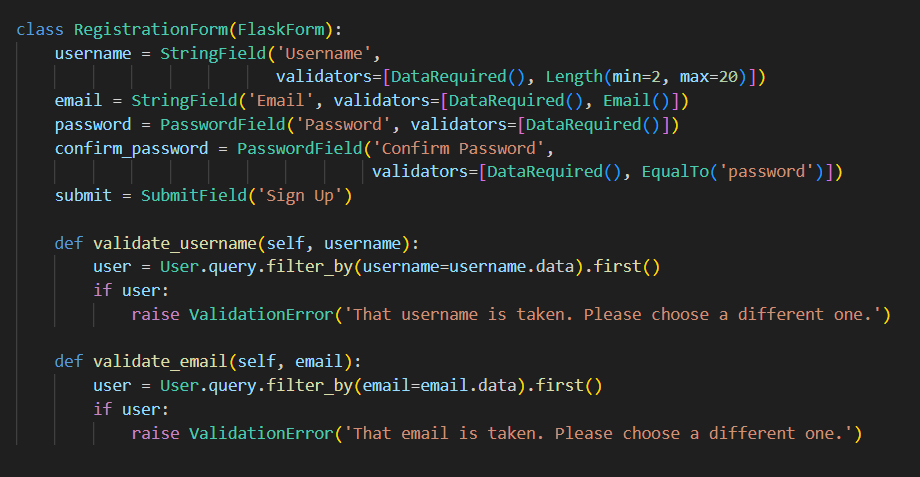 class RegistrationForm(FlaskForm):
    username = StringField('Username',
                           validators=[DataRequired(), Length(min=2, max=20)])
    email = StringField('Email', validators=[DataRequired(), Email()])
    password = PasswordField('Password', validators=[DataRequired()])
    confirm_password = PasswordField('Confirm Password',
                                     validators=[DataRequired(), EqualTo('password')])
    submit = SubmitField('Sign Up')

    def validate_username(self, username):
        user = User.query.filter_by(username=username.data).first()
        if user:
            raise ValidationError('That username is taken. Please choose a different one.')

    def validate_email(self, email):
        user = User.query.filter_by(email=email.data).first()
        if user:
            raise ValidationError('That email is taken. Please choose a different one.')